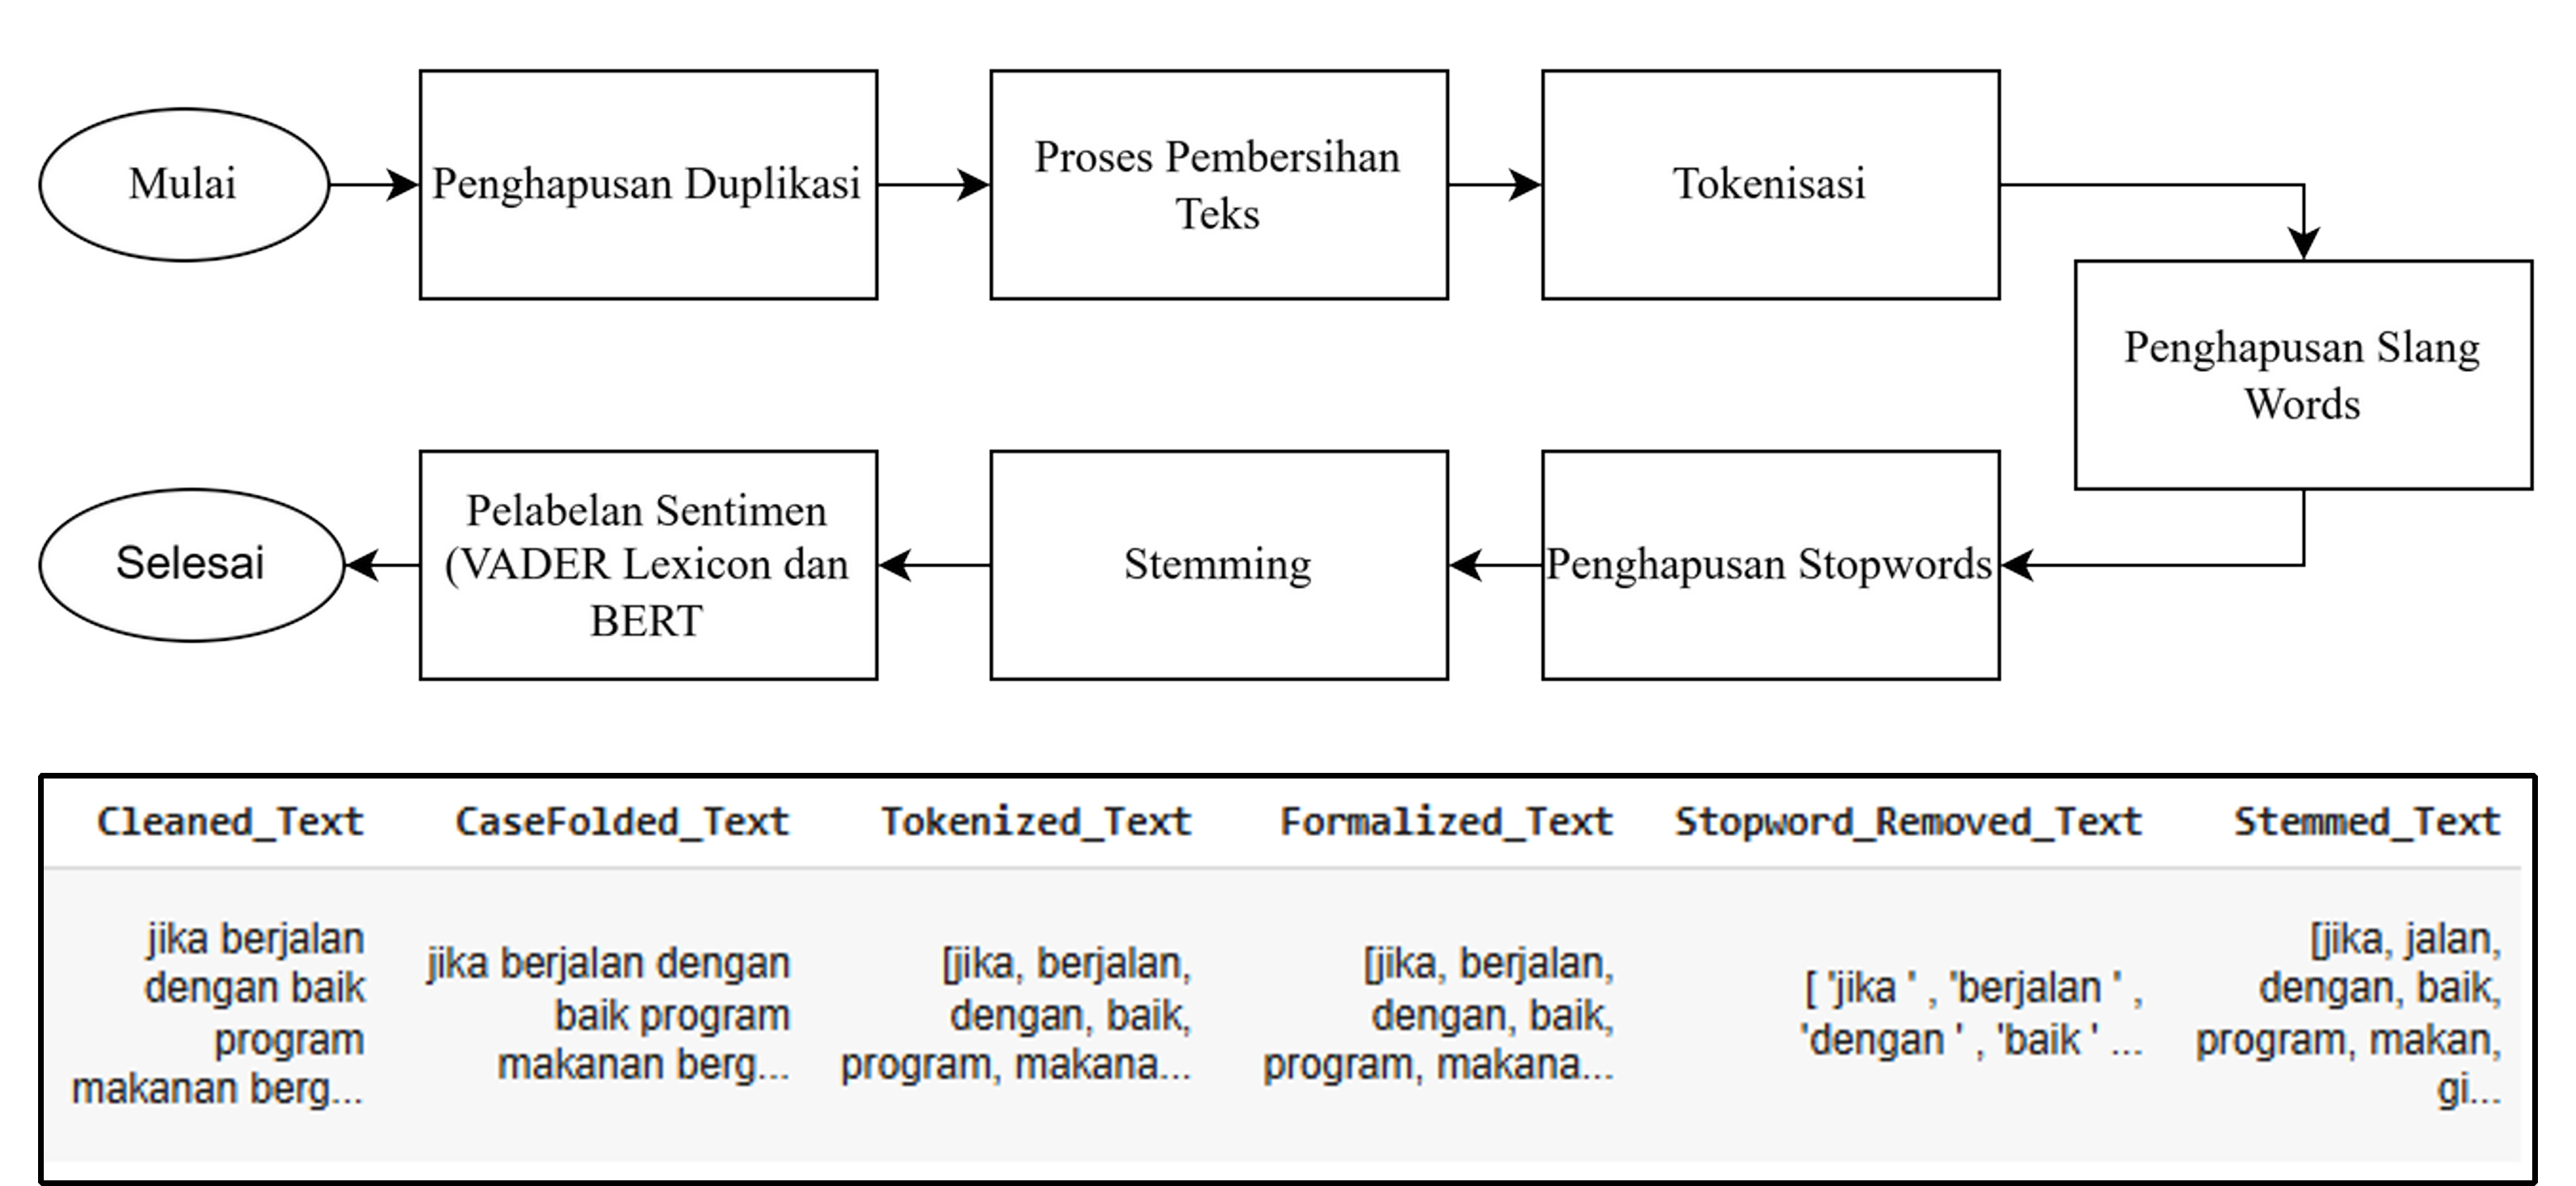 Mulai
Penghapusan Duplikasi
Proses Pembersihan
Teks
Tokenisasi
Penghapusan Slang
Words
Penghapusan Stopwords
Stemming
Pelabelan Sentimen
(VADER Lexicon dan
BERT
Selesai
Cleaned_Text
CaseFolded_Text
Tokenized_Text
Formalized_Text
Stopword_Removed_Text
Stemmed_Text
jika berjalan
dengan baik
program
makanan berg...
jika berjalan dengan
baik program
makanan berg...
[jika, berjalan,
dengan, baik,
program, makana...
[jika, berjalan,
dengan, baik,
program, makana...
[ 'jika ' , 'berjalan ' ,
'dengan ' , 'baik ' ...
[jika, jalan,
dengan, baik,
program, makan,
gi...